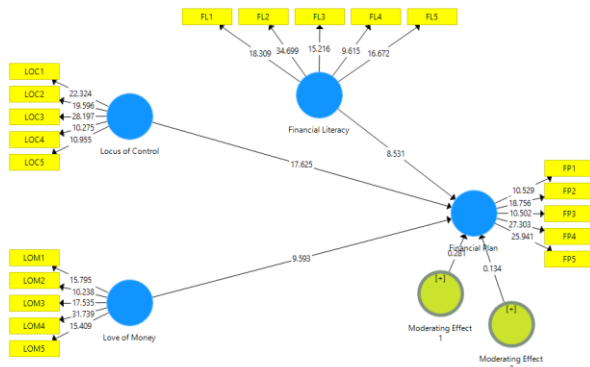 FL1 FL2 FL3 FL4 FL5
18.309 34.699 15.216 9.615 16.672
Financial Literacy
LOC1
LOC2
LOC3
LOC4
LOC5
22.324
19.596
28.197
10.275
10.955
Locus of Control
17.625
8.531
LOM1
LOM2
LOM3
LOM4
LOM5
15.795
10.238
17.535
31.739
15.409
Love of Money
9.593
FP1
FP2
FP3
FP4
FP5
10.529
18.756
10.502
27.303
25.941
Financial Plan
0.281
0.134
[+]
Moderating Effect
1
[+]
Moderating Effect